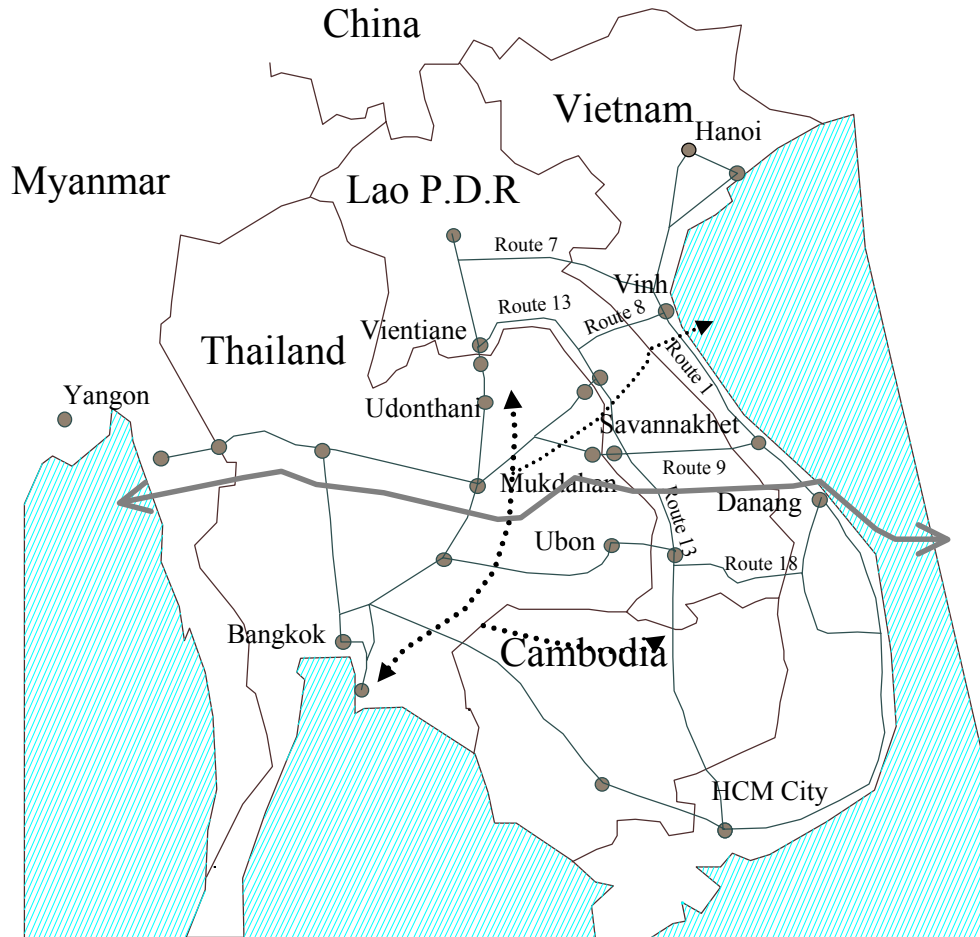 China
Vietnam
Hanoi
Myanmar
Lao P.D.R
Route 7
Vinh
Route 13
Route 8
Vientiane
Thailand
Route 1
Yangon
Udonthani
Savannakhet
Route 9
Mukdahan
Danang
Route 13
Ubon
Route 18
Bangkok
Cambodia
HCM City